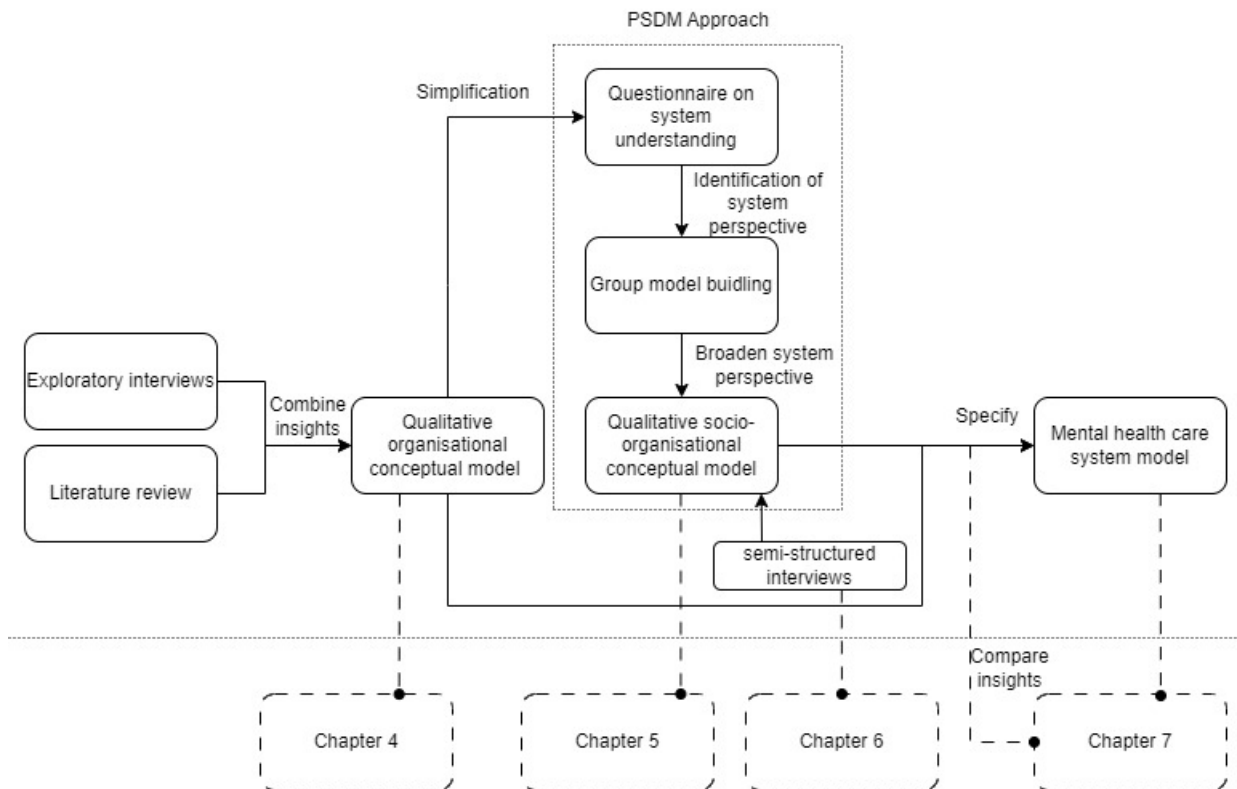 PSDM Approach
Simplification
Questionnaire on
system
understanding
Identification of
system
perspective
Group model buidling
Broaden system
perspective
Exploratory interviews
Literature review
Combine
insights
Qualitative
organisational
conceptual model
Qualitative socio-
organisational
conceptual model
Specify
Mental health care
system model
semi-structured
interviews
Compare
insights
Chapter 4
Chapter 5
Chapter 6
Chapter 7